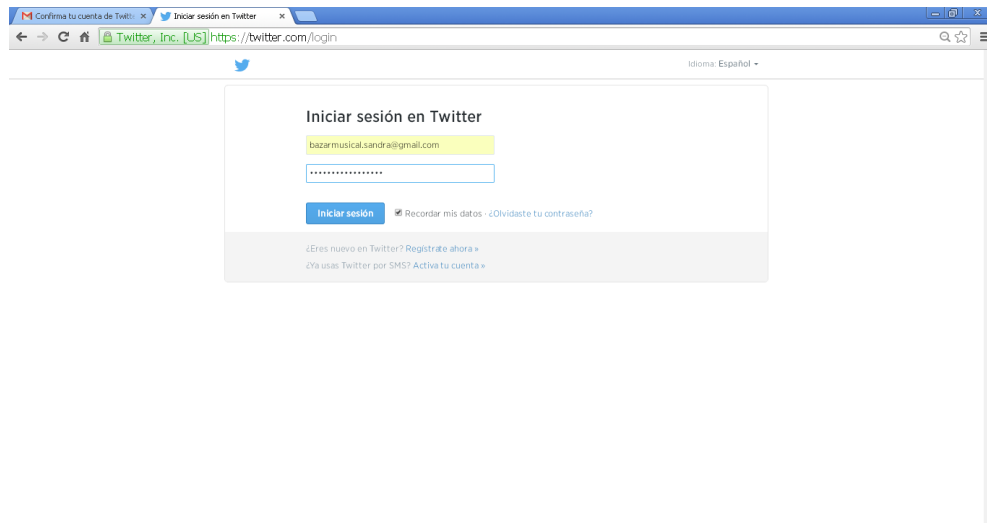 Confirma tu cuenta de Twitt
Iniciar sesión en Twitter
Twitter, Inc. [US] https://twitter.com/login
Idioma: Español
Iniciar sesión en Twitter
bazarmusical.sandra@gmail.com
Iniciar sesión
Recordar mis datos · ¿Olvidaste tu contraseña?
¿Eres nuevo en Twitter? Regístrate ahora »
¿Ya usas Twitter por SMS? Activa tu cuenta »